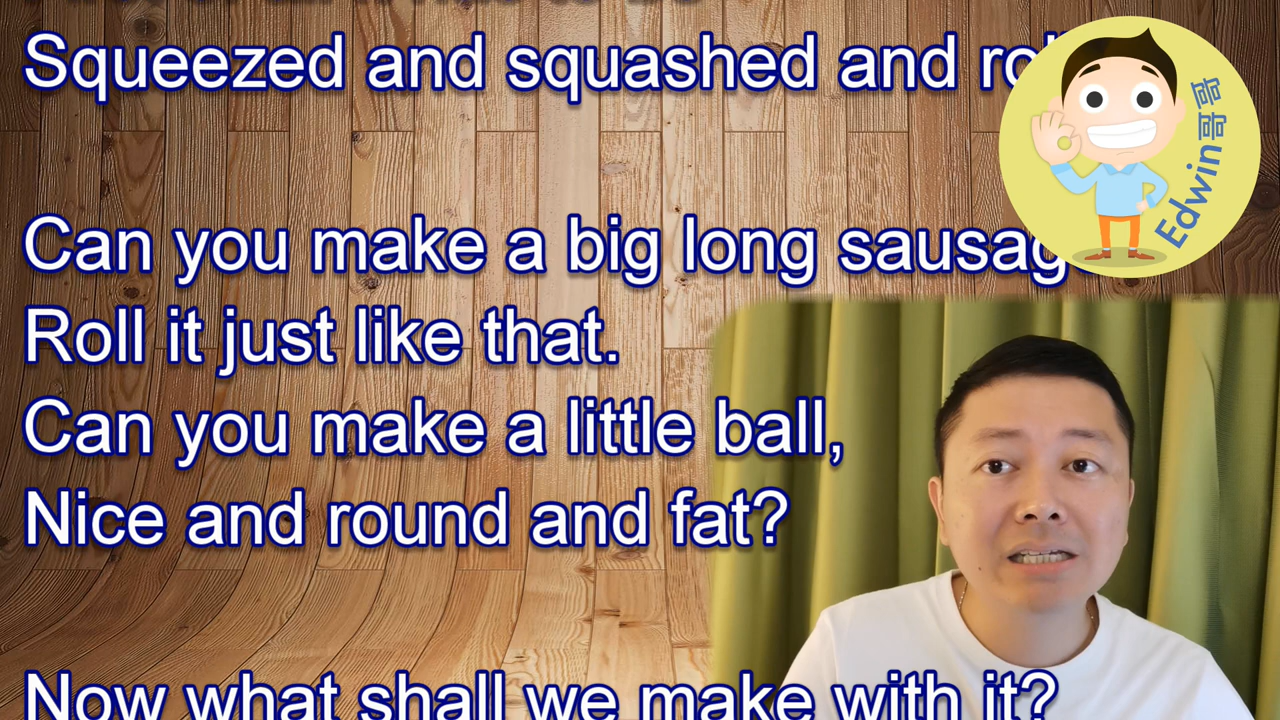 Squeezed and squashed and
Can you make a big long
Roll it just like that.
Can you make a little ball,
Nice and round and fat?
Now what shall we make with it?
Edwin哥哥